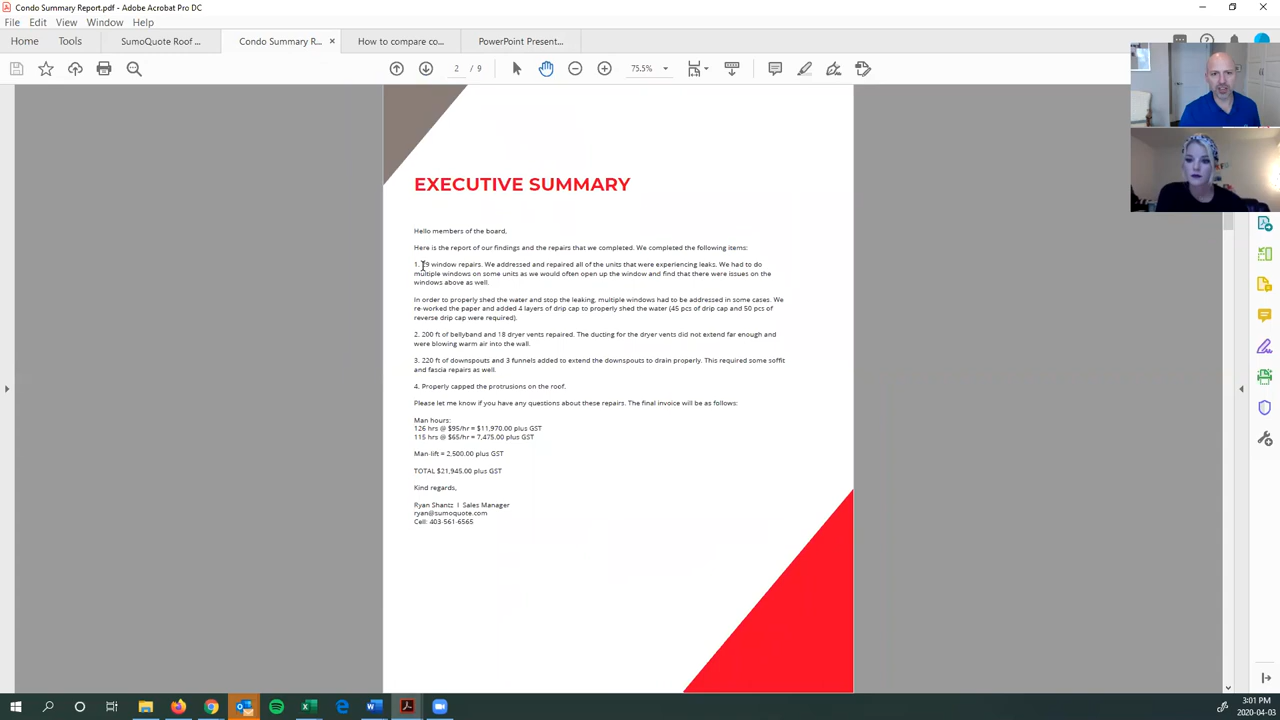 Condo Summary Report.pdf - Adobe Acrobat Pro DC
File Edit View Window Help
Home Tools SumoQuote Roof ... Condo Summary R... × How to compare co... PowerPoint Present...
2 / 9 75.5%
EXECUTIVE SUMMARY
Hello members of the board,
Here is the report of our findings and the repairs that we completed. We completed the following items:
1. window repairs. We addressed and repaired all of the units that were experiencing leaks. We had to do
multiple windows on some units as we would often open up the window and find that there were issues on the
windows above as well.
In order to properly shed the water and stop the leaking, multiple windows had to be addressed in some cases. We
re-worked the paper and added 4 layers of drip cap to properly shed the water (45 pcs of drip cap and 50 pcs of
reverse drip cap were required).
2. 200 ft of bellyband and 18 dryer vents repaired. The ducting for the dryer vents did not extend far enough and
were blowing warm air into the wall.
3. 220 ft of downspouts and 3 funnels added to extend the downspouts to drain properly. This required some soffit
and fascia repairs as well.
4. Properly capped the protrusions on the roof.
Please let me know if you have any questions about these repairs. The final invoice will be as follows:
Man hours:
126 hrs @ $95/hr = $11,970.00 plus GST
115 hrs @ $65/hr = 7,475.00 plus GST
Man-lift = 2,500.00 plus GST
TOTAL $21,945.00 plus GST
Kind regards,
Ryan Shantz I Sales Manager
ryan@sumoquote.com
Cell: 403-561-6565
3:01 PM
2020-04-03